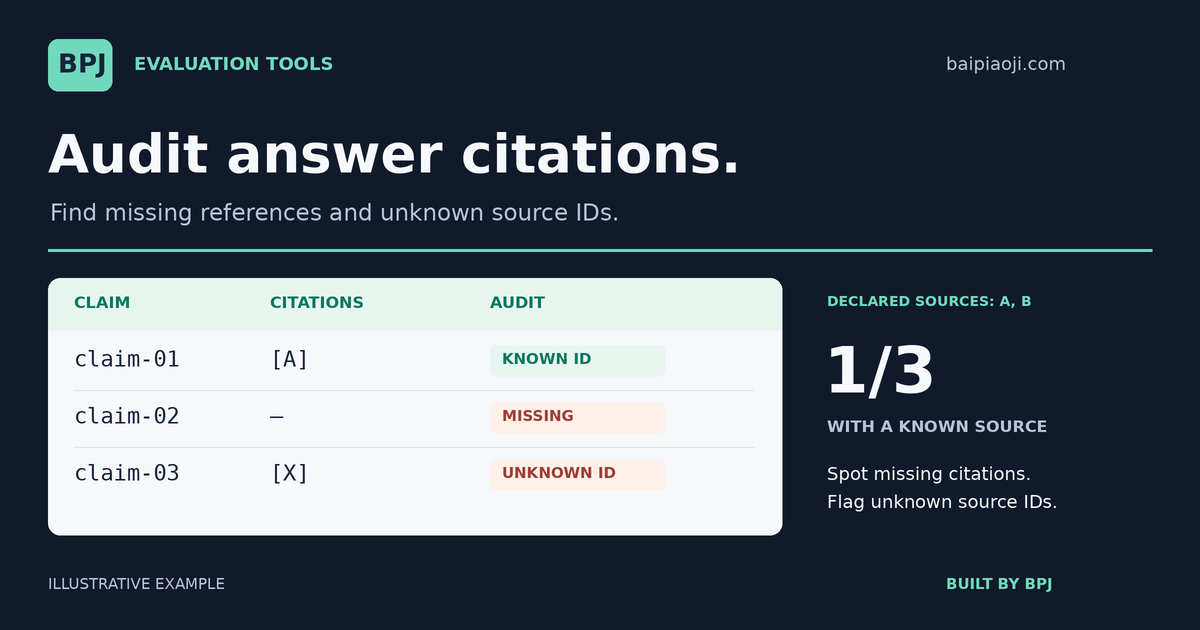 BPJ EVALUATION TOOLS baipiaoji.com
Audit answer citations.
Find missing references and unknown source IDs.
CLAIM CITATIONS AUDIT
claim-01 [A] KNOWN ID
claim-02 — MISSING
claim-03 [X] UNKNOWN ID
DECLARED SOURCES: A, B
1/3
WITH A KNOWN SOURCE
Spot missing citations.
Flag unknown source IDs.
ILLUSTRATIVE EXAMPLE BUILT BY BPJ